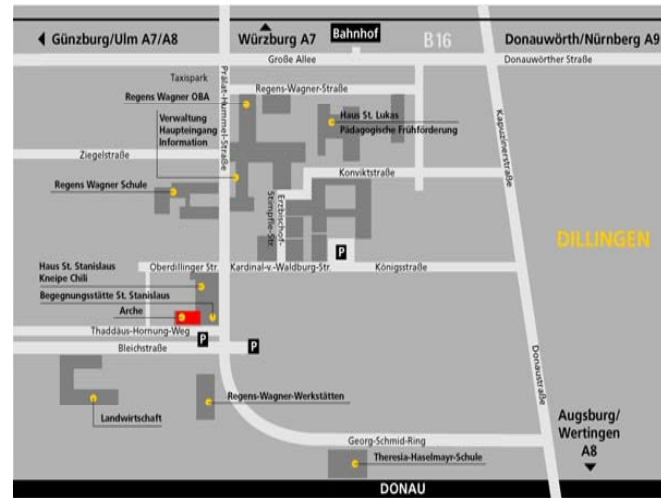 Günzburg/Ulm A7/A8
Würzburg A7
Bahnhof
B16
Donauwörth/Nürnberg A9
Große Allee
Donauwörther Straße
Taxispark
Prälat-Hummel-Straße
Regens-Wagner-Straße
Regens Wagner OBA
Verwaltung
Haupteingang
Information
Haus St. Lukas
Pädagogische Frühförderung
Kapuzinerstraße
Ziegelstraße
Konviktstraße
Regens Wagner Schule
Erzbischof-
Stimpfle-Str.
DILLINGEN
P
Haus St. Stanislaus
Kneipe Chili
Oberdillinger Str.
Kardinal-v.-Waldburg-Str.
Königsstraße
Begegnungsstätte St. Stanislaus
Arche
Thaddäus-Hornung-Weg
P
Bleichstraße
P
Donaustraße
Regens-Wagner-Werkstätten
Landwirtschaft
Augsburg/
Wertingen
A8
Georg-Schmid-Ring
Theresia-Haselmayr-Schule
DONAU